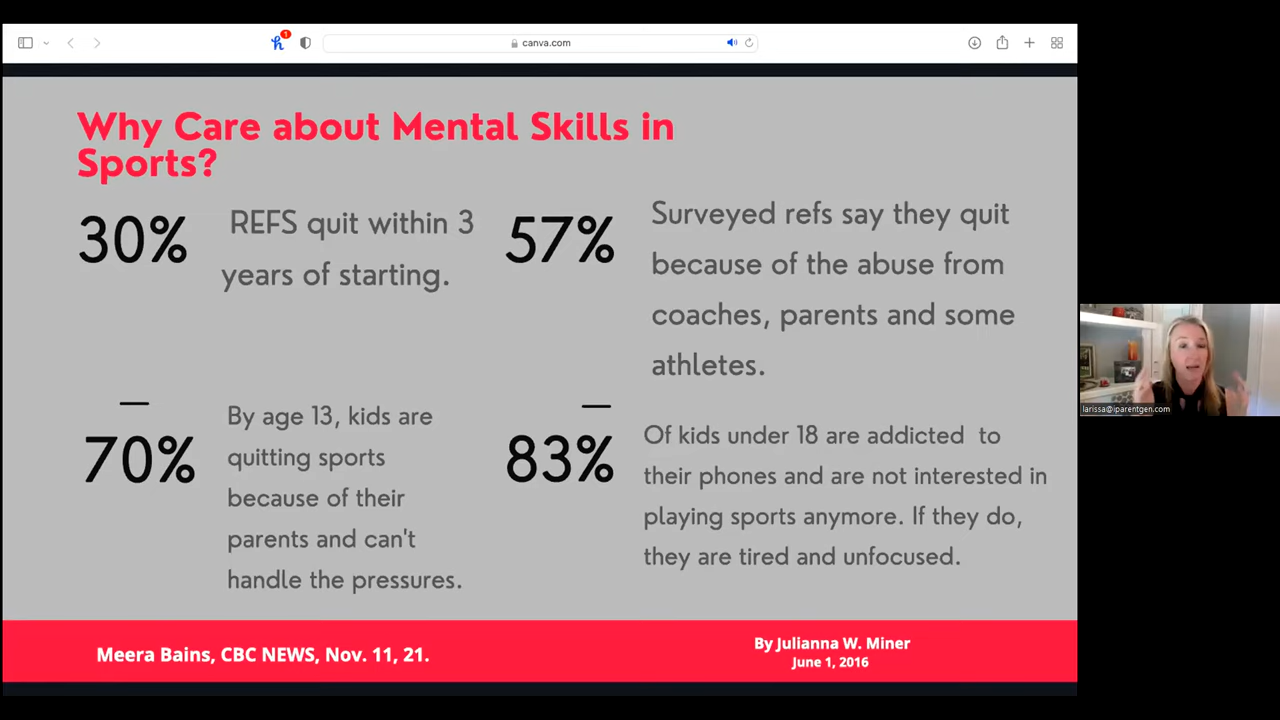 1
canva.com
Why Care about Mental Skills in
Sports?
30%
REFS quit within 3
years of starting.
57%
Surveyed refs say they quit
because of the abuse from
coaches, parents and some
athletes.
70%
By age 13, kids are
quitting sports
because of their
parents and can't
handle the pressures.
83%
Of kids under 18 are addicted to
their phones and are not interested in
playing sports anymore. If they do,
they are tired and unfocused.
Meera Bains, CBC NEWS, Nov. 11, 21.
By Julianna W. Miner
June 1, 2016
larissa@iparentgen.com